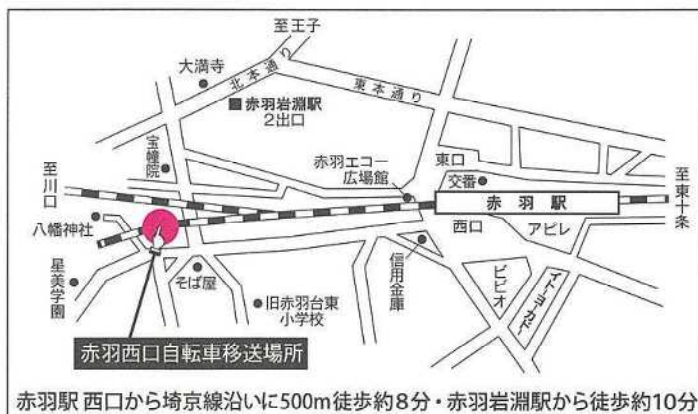 至王子
大満寺
北本通り
東本通り
赤羽岩淵駅
2出口
宝幢院
赤羽エコー
広場館
東口
交番
至川口
至東十条
赤羽駅
八幡神社
西口
アピレ
星美学園
そば屋
信用金庫
ビビオ
イトーヨーカドー
旧赤羽台東
小学校
赤羽西口自転車移送場所
赤羽駅 西口から埼京線沿いに500m徒歩約8分・赤羽岩淵駅から徒歩約10分